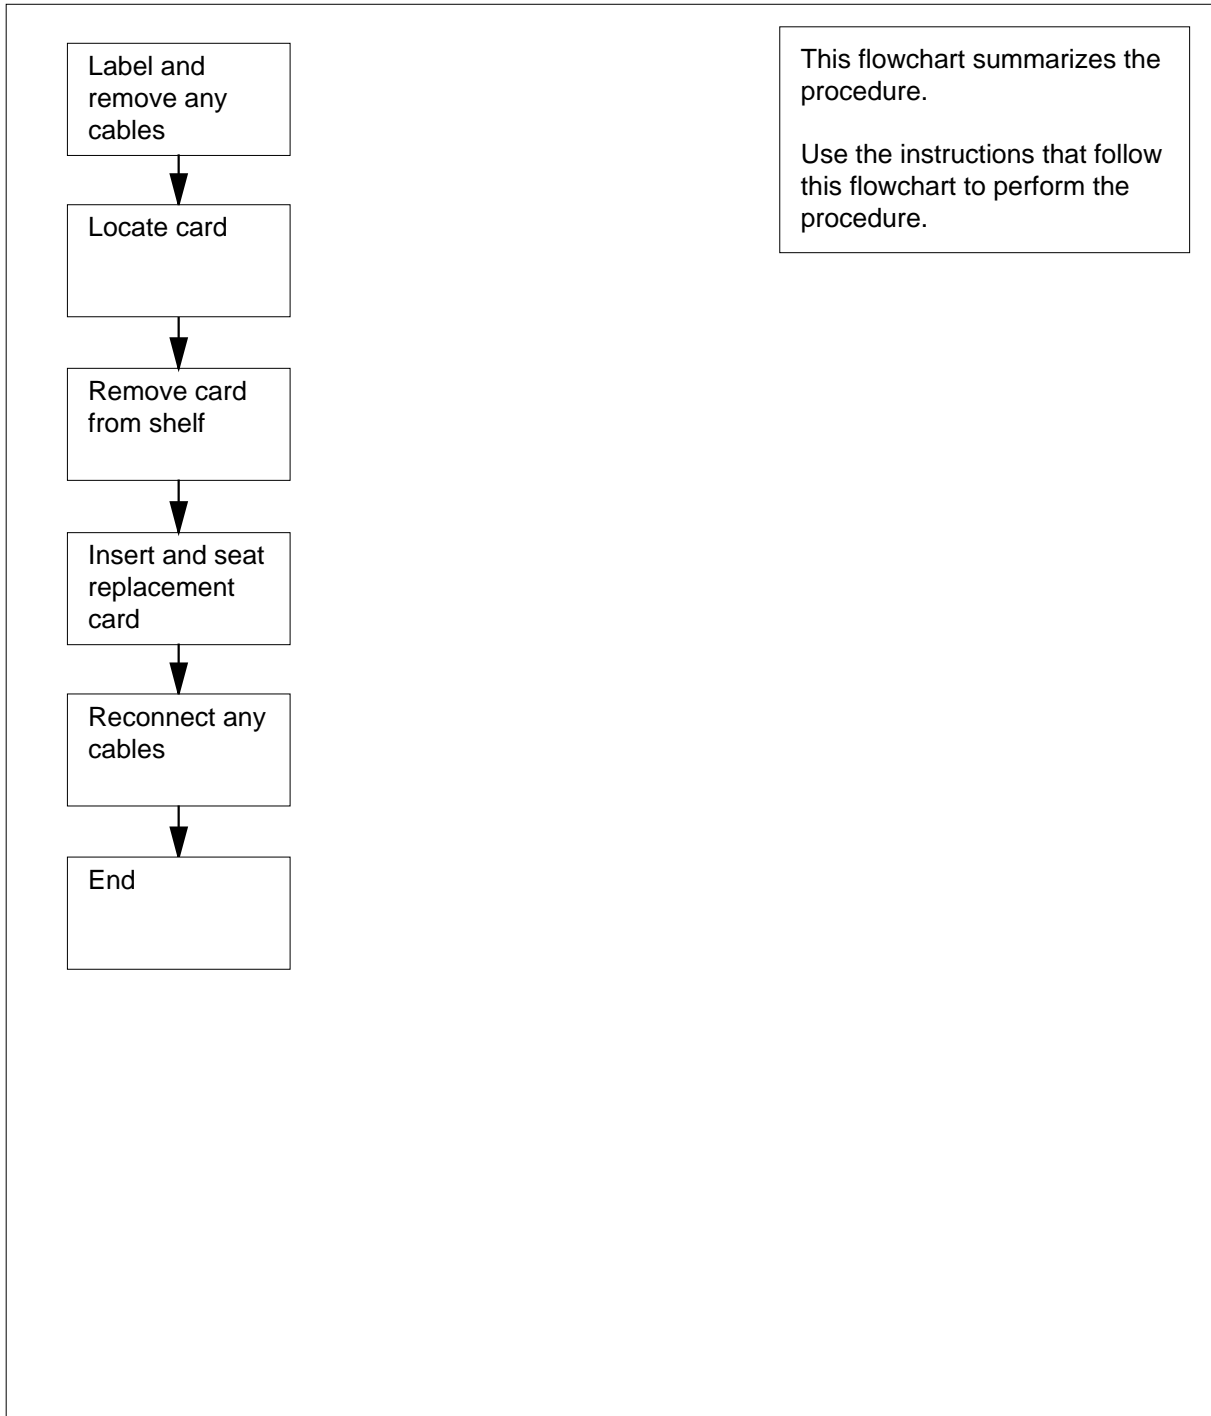 Label and
remove any
cables
Locate card
Remove card
from shelf
Insert and seat
replacement
card
Reconnect any
cables
End
This flowchart summarizes the
procedure.
Use the instructions that follow
this flowchart to perform the
procedure.